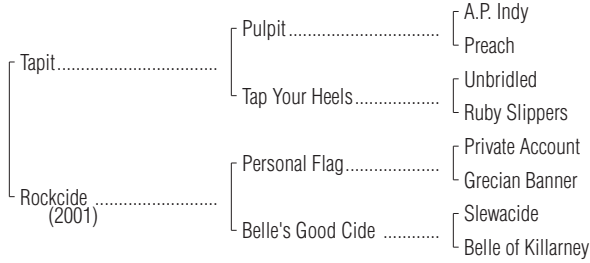 A.P. Indy
Pulpit........................................
Preach
Tapit..........................................
Unbridled
Tap Your Heels......................
Ruby Slippers
Private Account
Personal Flag.........................
Grecian Banner
Rockcide ................................
(2001)
Slewacide
Belle's Good Cide ...............
Belle of Killarney